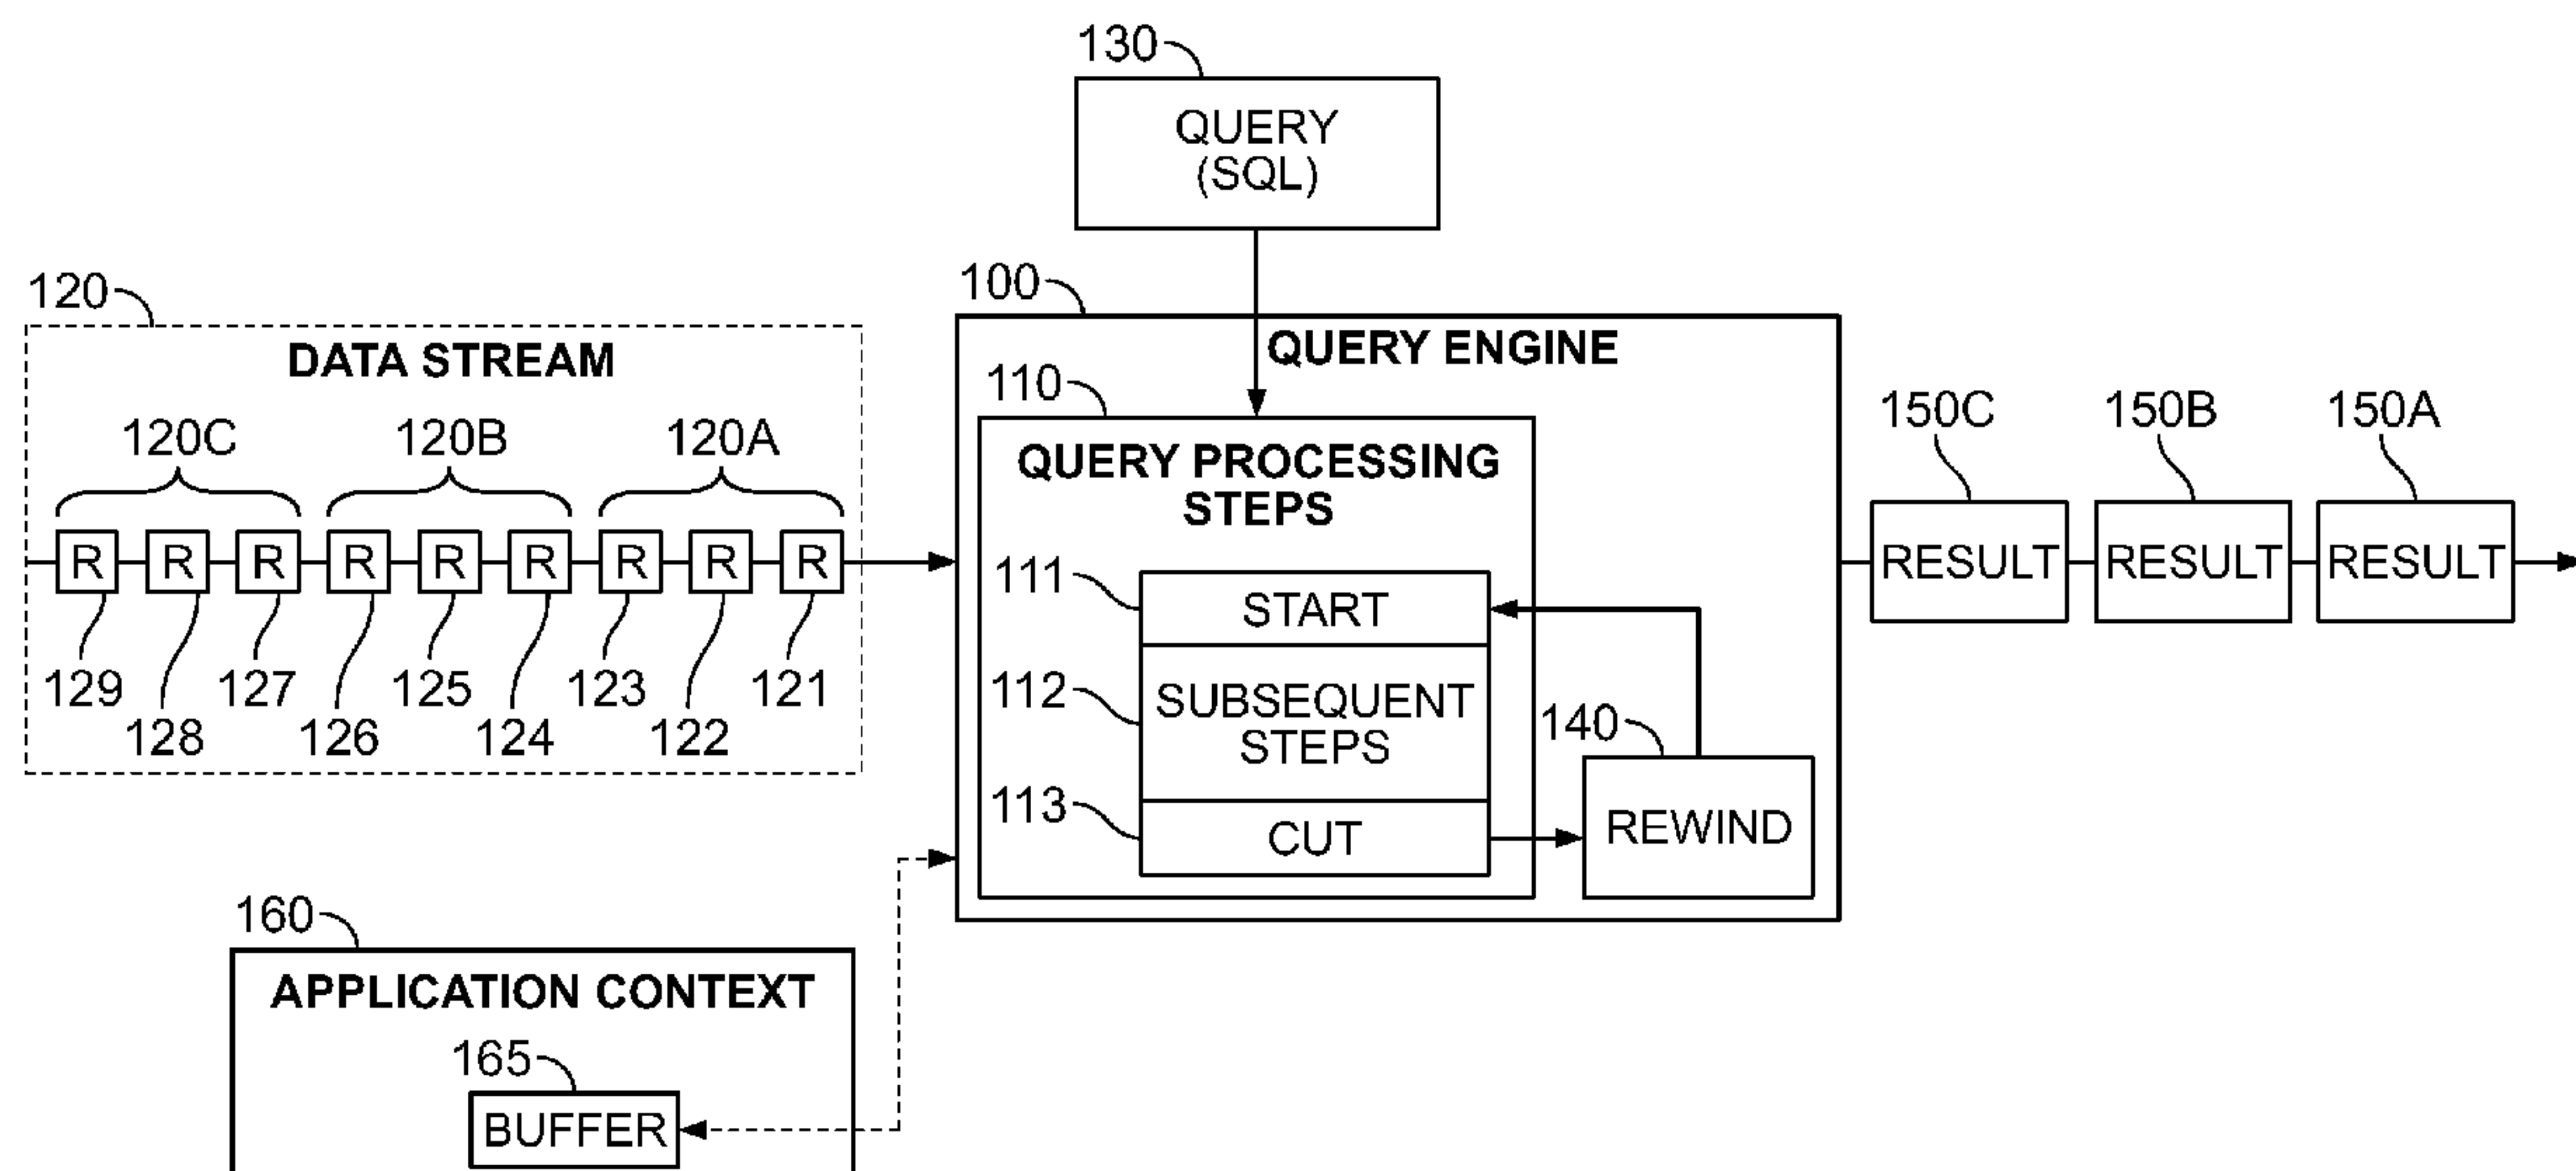 130
QUERY
(SQL)
120
DATA STREAM
120C 120B 120A
R R R R R R R R R
129 127 125 123 121
128 126 124 122
100
QUERY ENGINE
110
QUERY PROCESSING
STEPS
111
START
112
SUBSEQUENT
STEPS
113
CUT
140
REWIND
150C 150B 150A
RESULT RESULT RESULT
160
APPLICATION CONTEXT
165
BUFFER